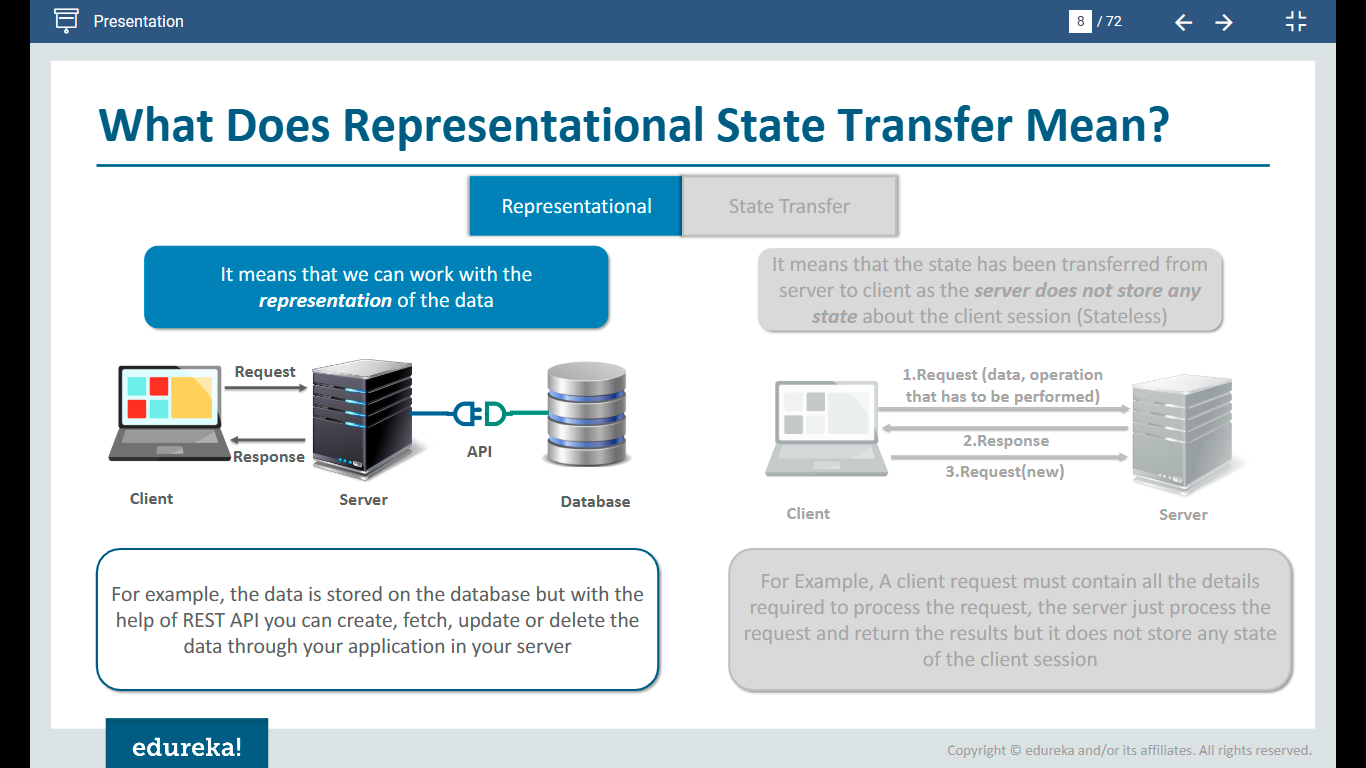 Presentation
8 / 72
What Does Representational State Transfer Mean?
Representational
State Transfer
It means that we can work with the
representation of the data
Request
Response
API
Client
Server
Database
For example, the data is stored on the database but with the
help of REST API you can create, fetch, update or delete the
data through your application in your server
It means that the state has been transferred from
server to client as the server does not store any
state about the client session (Stateless)
1.Request (data, operation
that has to be performed)
2.Response
3.Request(new)
Client
Server
For Example, A client request must contain all the details
required to process the request, the server just process the
request and return the results but it does not store any state
of the client session
edureka!
Copyright © edureka and/or its affiliates. All rights reserved.